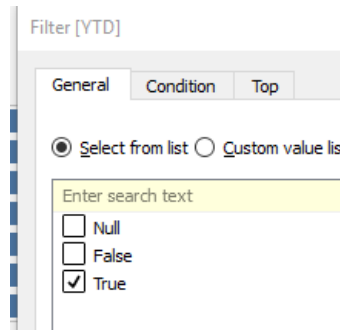 Filter [YTD]
General Condition Top
Select from list Custom value lis
Enter search text
Null
False
True